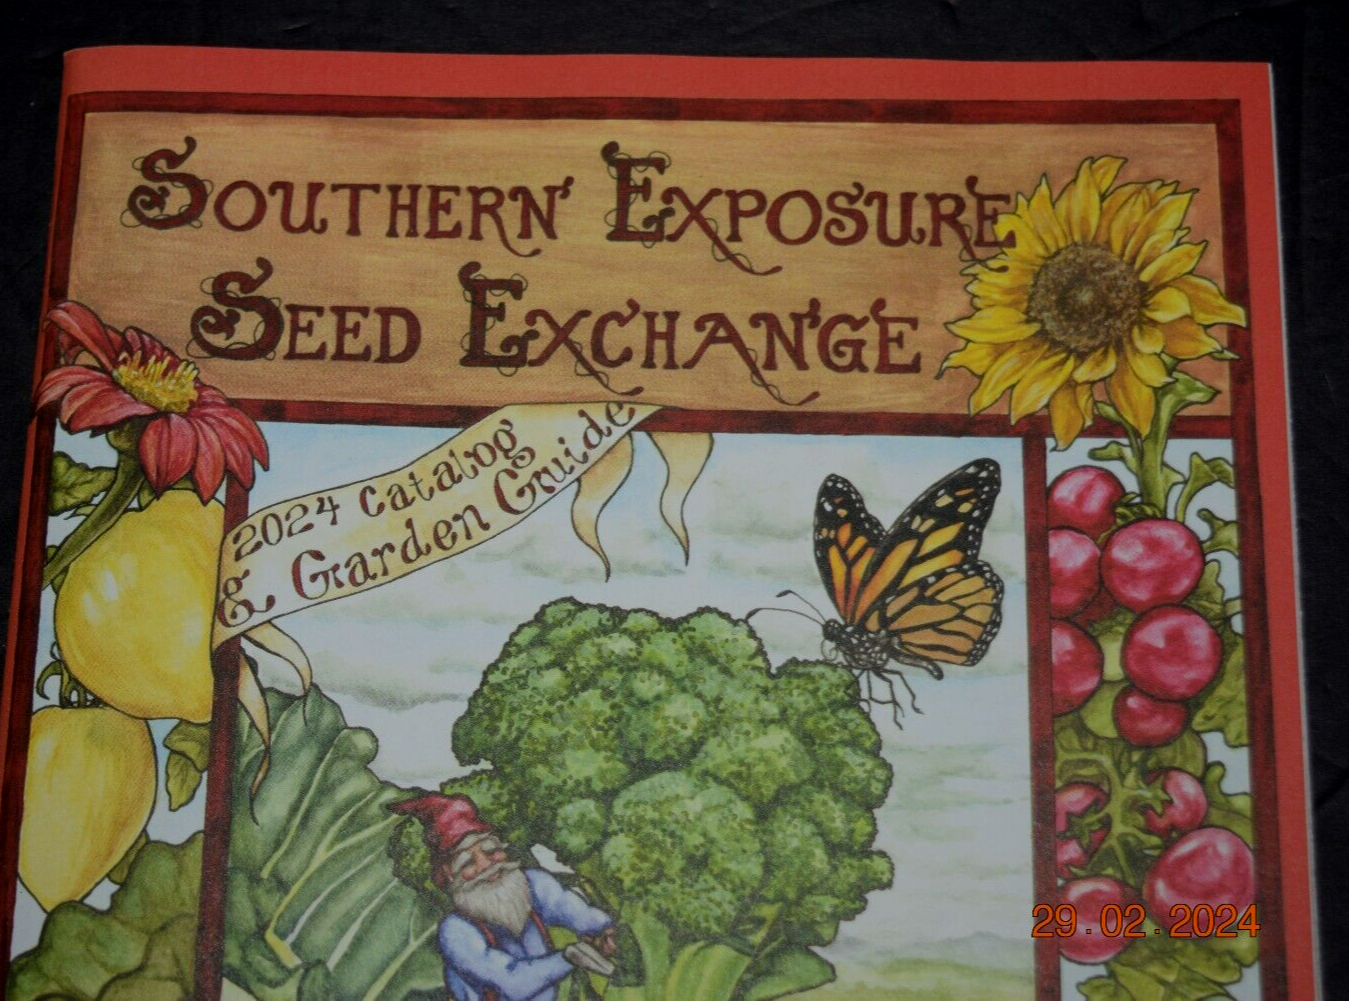 Southern Exposure
Seed Exchange
2024 Catalog
& Garden Guide
29.02.2024